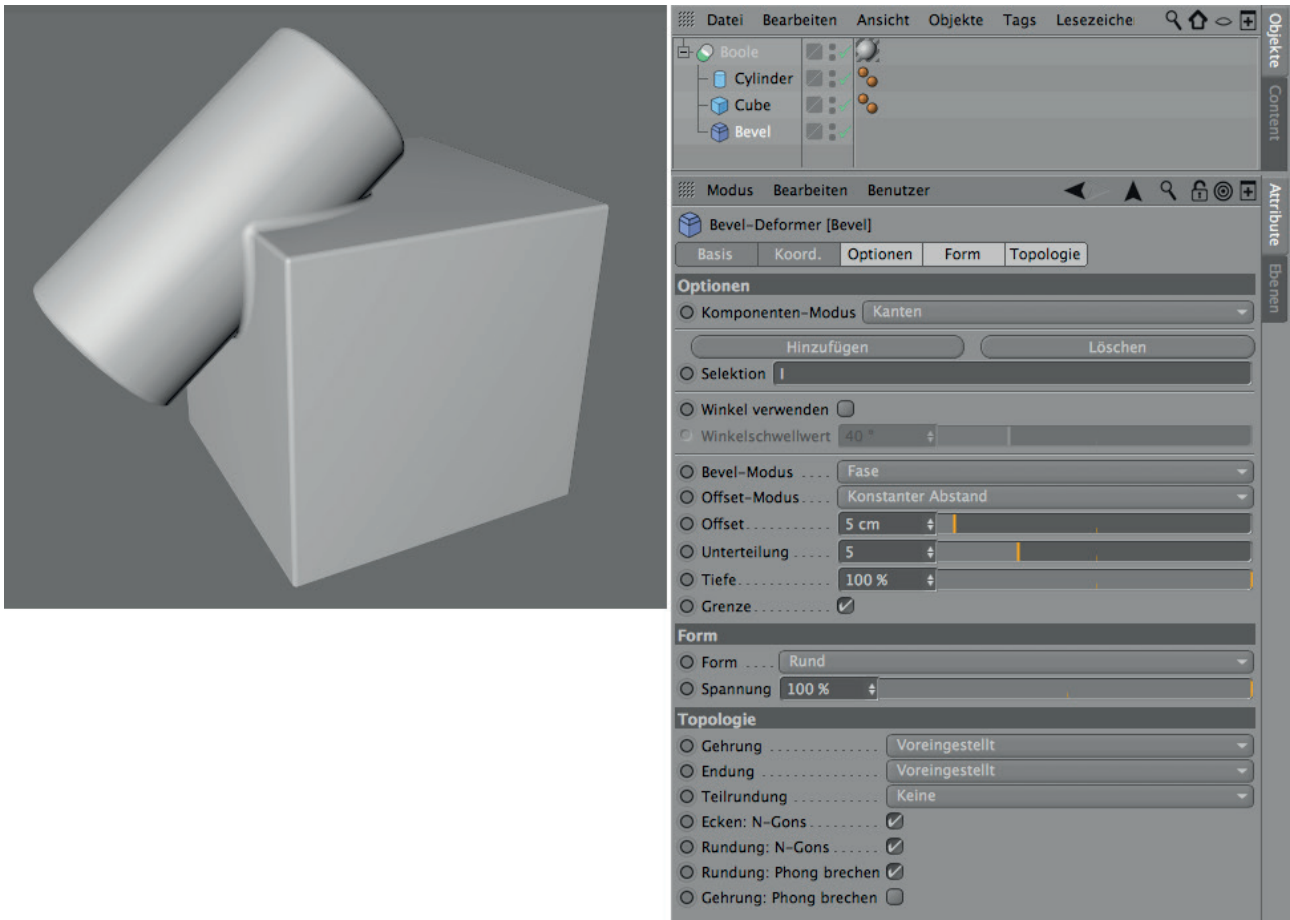 Datei Bearbeiten Ansicht Objekte Tags Lesezeiche
Objekte
Content
Boole
Cylinder
Cube
Bevel
Modus Bearbeiten Benutzer
Attribute
Ebenen
Bevel-Deformer [Bevel]
Basis Koord. Optionen Form Topologie
Optionen
Komponenten-Modus Kanten
Hinzufügen Löschen
Selektion
Winkel verwenden
Winkelschwellwert 40 °
Bevel-Modus .... Fase
Offset-Modus.... Konstanter Abstand
Offset........... 5 cm
Unterteilung ..... 5
Tiefe............ 100 %
Grenze..........
Form
Form .... Rund
Spannung 100 %
Topologie
Gehrung .............. Voreingestellt
Endung ............... Voreingestellt
Teilrundung ........... Keine
Ecken: N-Gons.........
Rundung: N-Gons ......
Rundung: Phong brechen
Gehrung: Phong brechen